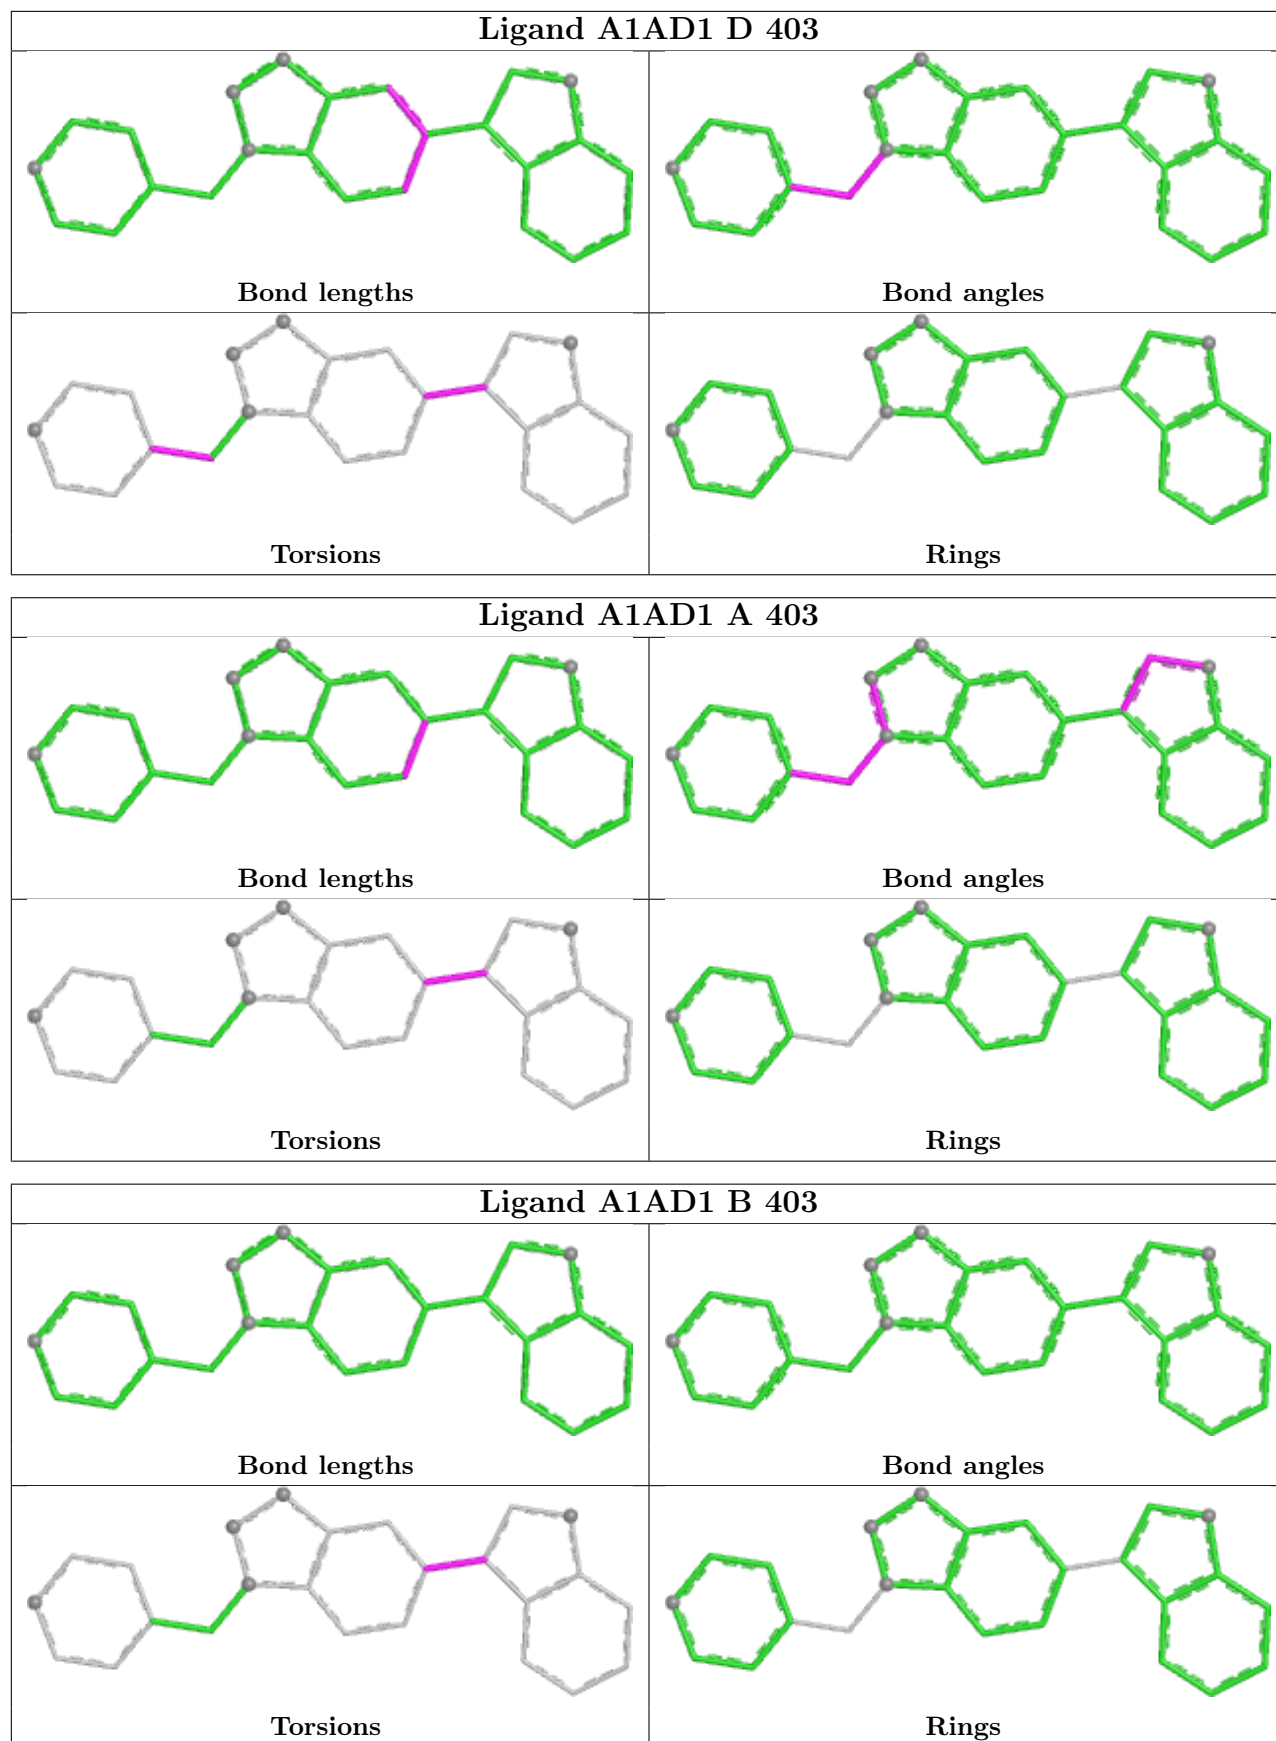 Ligand A1AD1 D 403
Bond lengths
Bond angles
Torsions
Rings
Ligand A1AD1 A 403
Bond lengths
Bond angles
Torsions
Rings
Ligand A1AD1 B 403
Bond lengths
Bond angles
Torsions
Rings